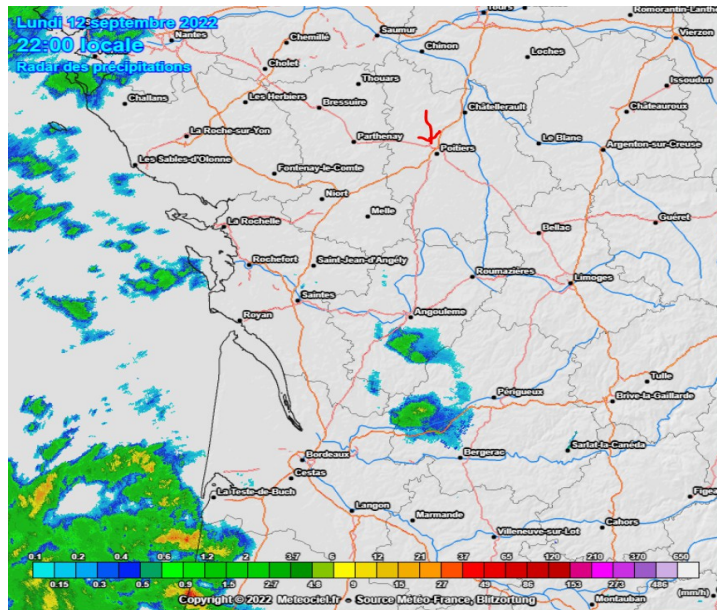 Lundi 12 septembre 2022
22:00 locale
Radar des précipitations
Romorantin-Lanthe
Tours
Nantes
Chemillé
Saumur
Chinon
Vierzon
Loches
Cholet
Thouars
Issoudun
Challans
Les Herbiers
Bressuire
Châtellerault
Châteauroux
La Roche-sur-Yon
Parthenay
Poitiers
Le Blanc
Argenton-sur-Creuse
Les Sables-d'Olonne
Fontenay-le-Comte
Niort
Melle
La Rochelle
Bellac
Guéret
Rochefort
Saint-Jean-d'Angély
Roumazières
Limoges
Saintes
Royan
Angouleme
Tulle
Périgueux
Brive-la-Gaillarde
Bordeaux
Bergerac
Sarlat-la-Canéda
Cestas
La Teste-de-Buch
Langon
Marmande
Figea
Villeneuve-sur-Lot
Cahors
0.1 0.2 0.4 0.6 1.2 2 3.7 6 12 21 37 65 120 210 370 650
0.15 0.3 0.5 0.9 1.5 2.7 4.8 9 15 27 49 86 153 273 486 (mm/h)
Copyright © 2022 Meteociel.fr - Source Météo-France, Blitzortung
Montauban